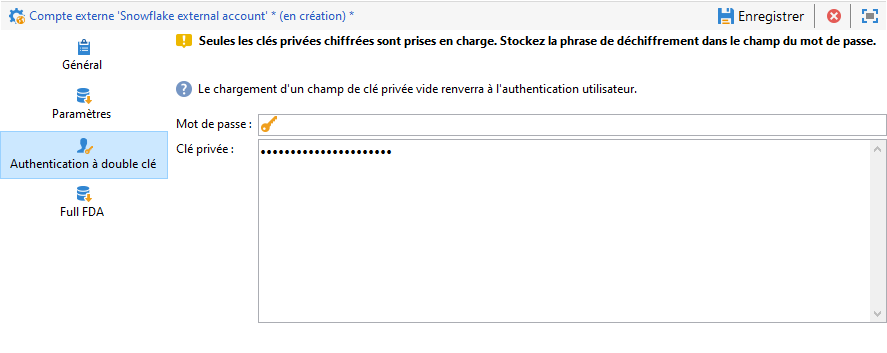 Compte externe 'Snowflake external account' * (en création) *
Enregistrer
Général
Paramètres
Authentication à double clé
Full FDA
Seules les clés privées chiffrées sont prises en charge. Stockez la phrase de déchiffrement dans le champ du mot de passe.
Le chargement d'un champ de clé privée vide renverra à l'authentication utilisateur.
Mot de passe :
Clé privée :
••••••••••••••••••••••